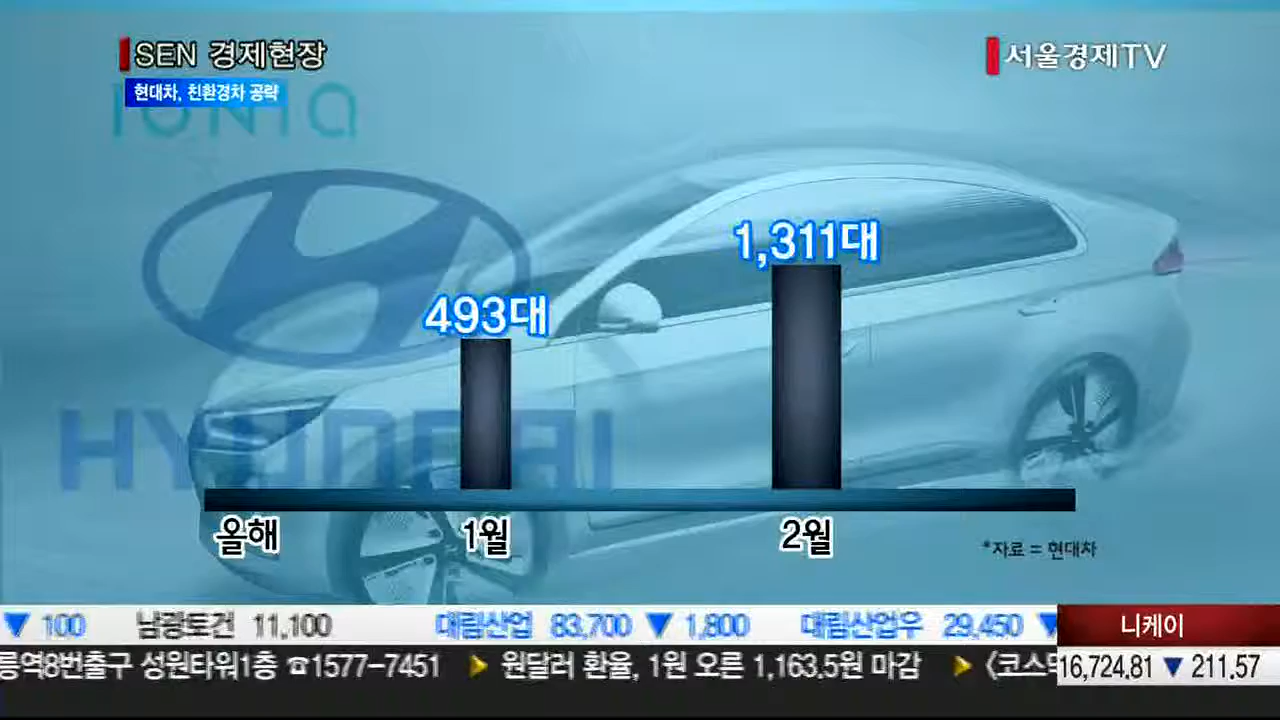 SEN 경제현장
서울경제TV
현대차, 친환경차 공략
IONIQ
1,311대
493대
HYUNDAI
올해 1월 2월
*자료 = 현대차
▼ 100 남광토건 11,100 대림산업 83,700 ▼ 1,800 대림산업우 29,450 ▼
니케이
릉역8번출구 성원타워1층 ☎1577-7451 ▶ 원달러 환율, 1원 오른 1,163.5원 마감 ▶ 〈코스
16,724.81 ▼ 211.57